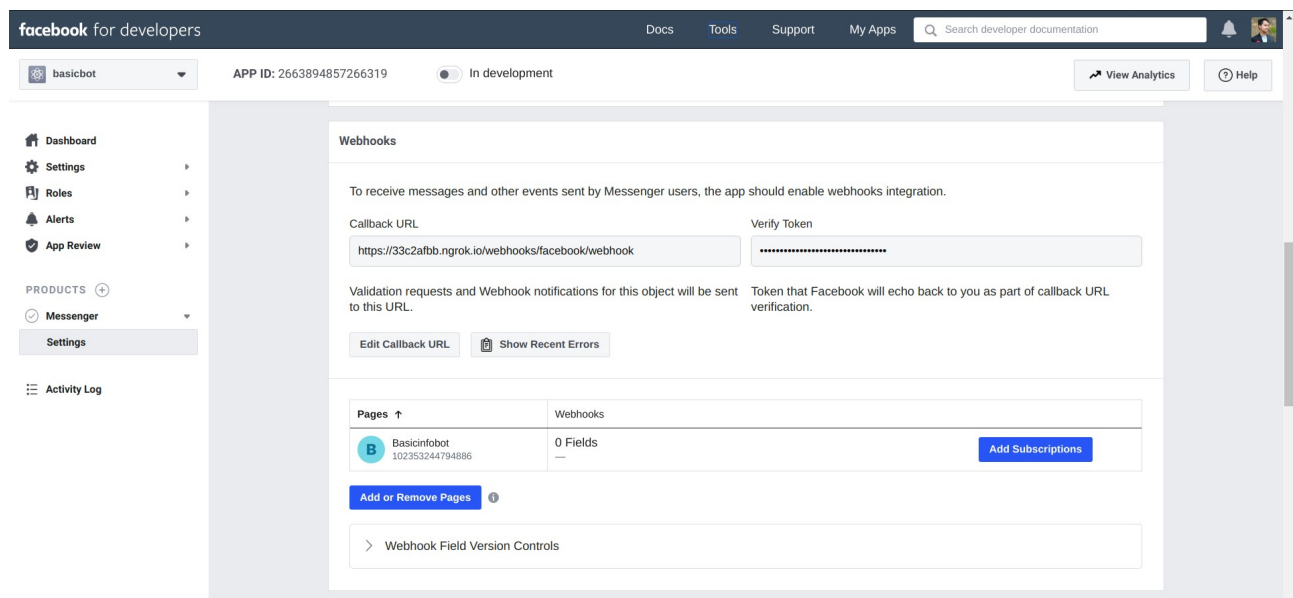 facebook for developers
Docs
Tools
Support
My Apps
Search developer documentation
basicbot
APP ID: 2663894857266319
In development
View Analytics
Help
Dashboard
Settings
Roles
Alerts
App Review
PRODUCTS
Messenger
Settings
Activity Log
Webhooks
To receive messages and other events sent by Messenger users, the app should enable webhooks integration.
Callback URL
https://33c2afbb.ngrok.io/webhooks/facebook/webhook
Validation requests and Webhook notifications for this object will be sent
to this URL.
Verify Token
••••••••••••••••••••••••••••••••
Token that Facebook will echo back to you as part of callback URL
verification.
Edit Callback URL
Show Recent Errors
Pages ↑
Webhooks
B
Basicinfobot
102353244794886
0 Fields
—
Add Subscriptions
Add or Remove Pages
Webhook Field Version Controls